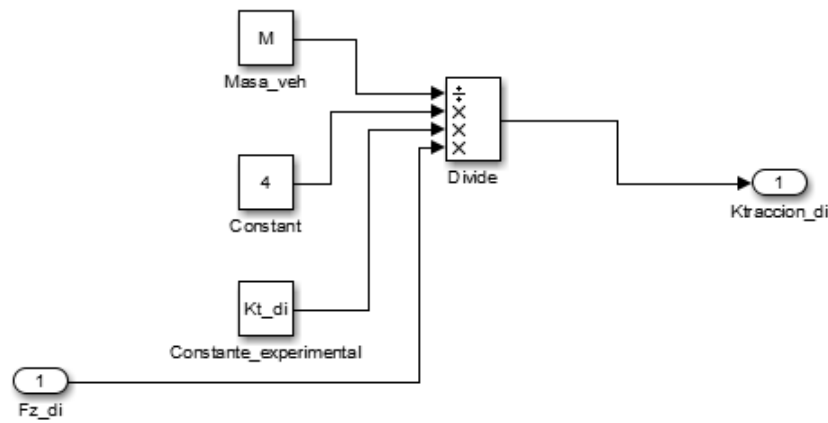 M
Masa_veh
÷
×
×
×
Divide
4
Constant
1
Ktraccion_di
Kt_di
Constante_experimental
1
Fz_di